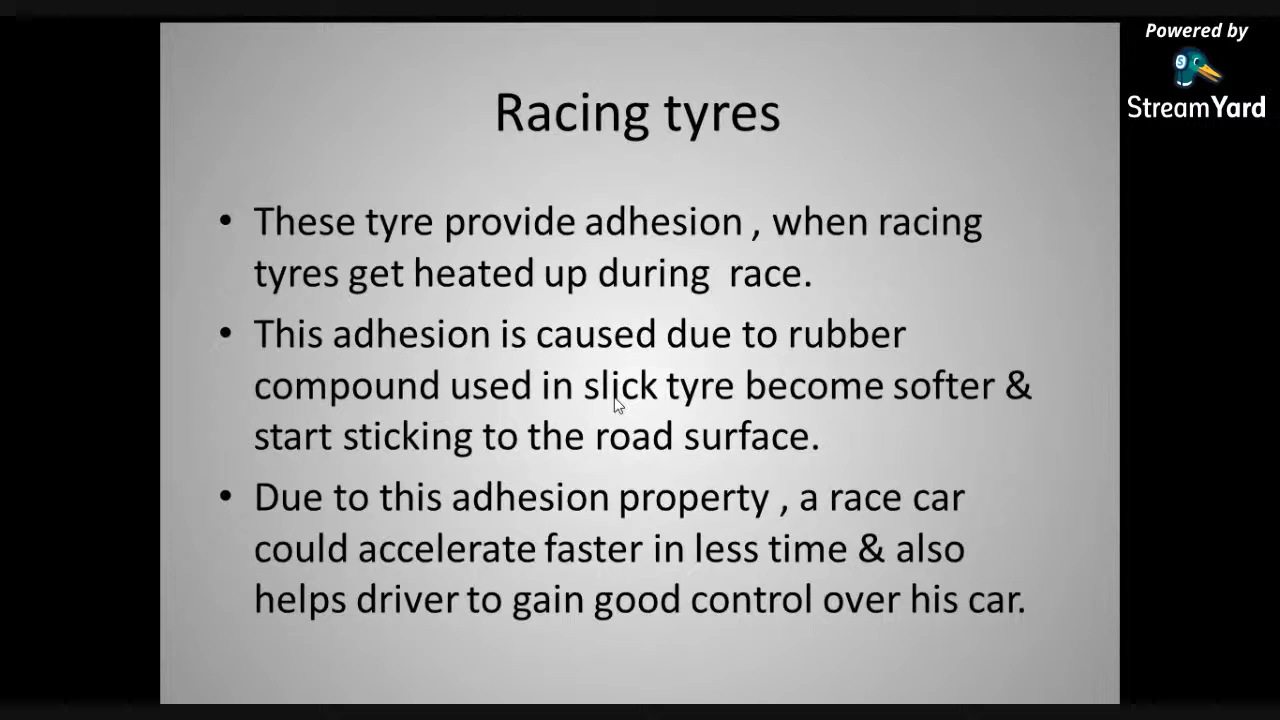 Powered by
StreamYard
Racing tyres
• These tyre provide adhesion , when racing
tyres get heated up during race.
• This adhesion is caused due to rubber
compound used in slick tyre become softer &
start sticking to the road surface.
• Due to this adhesion property , a race car
could accelerate faster in less time & also
helps driver to gain good control over his car.